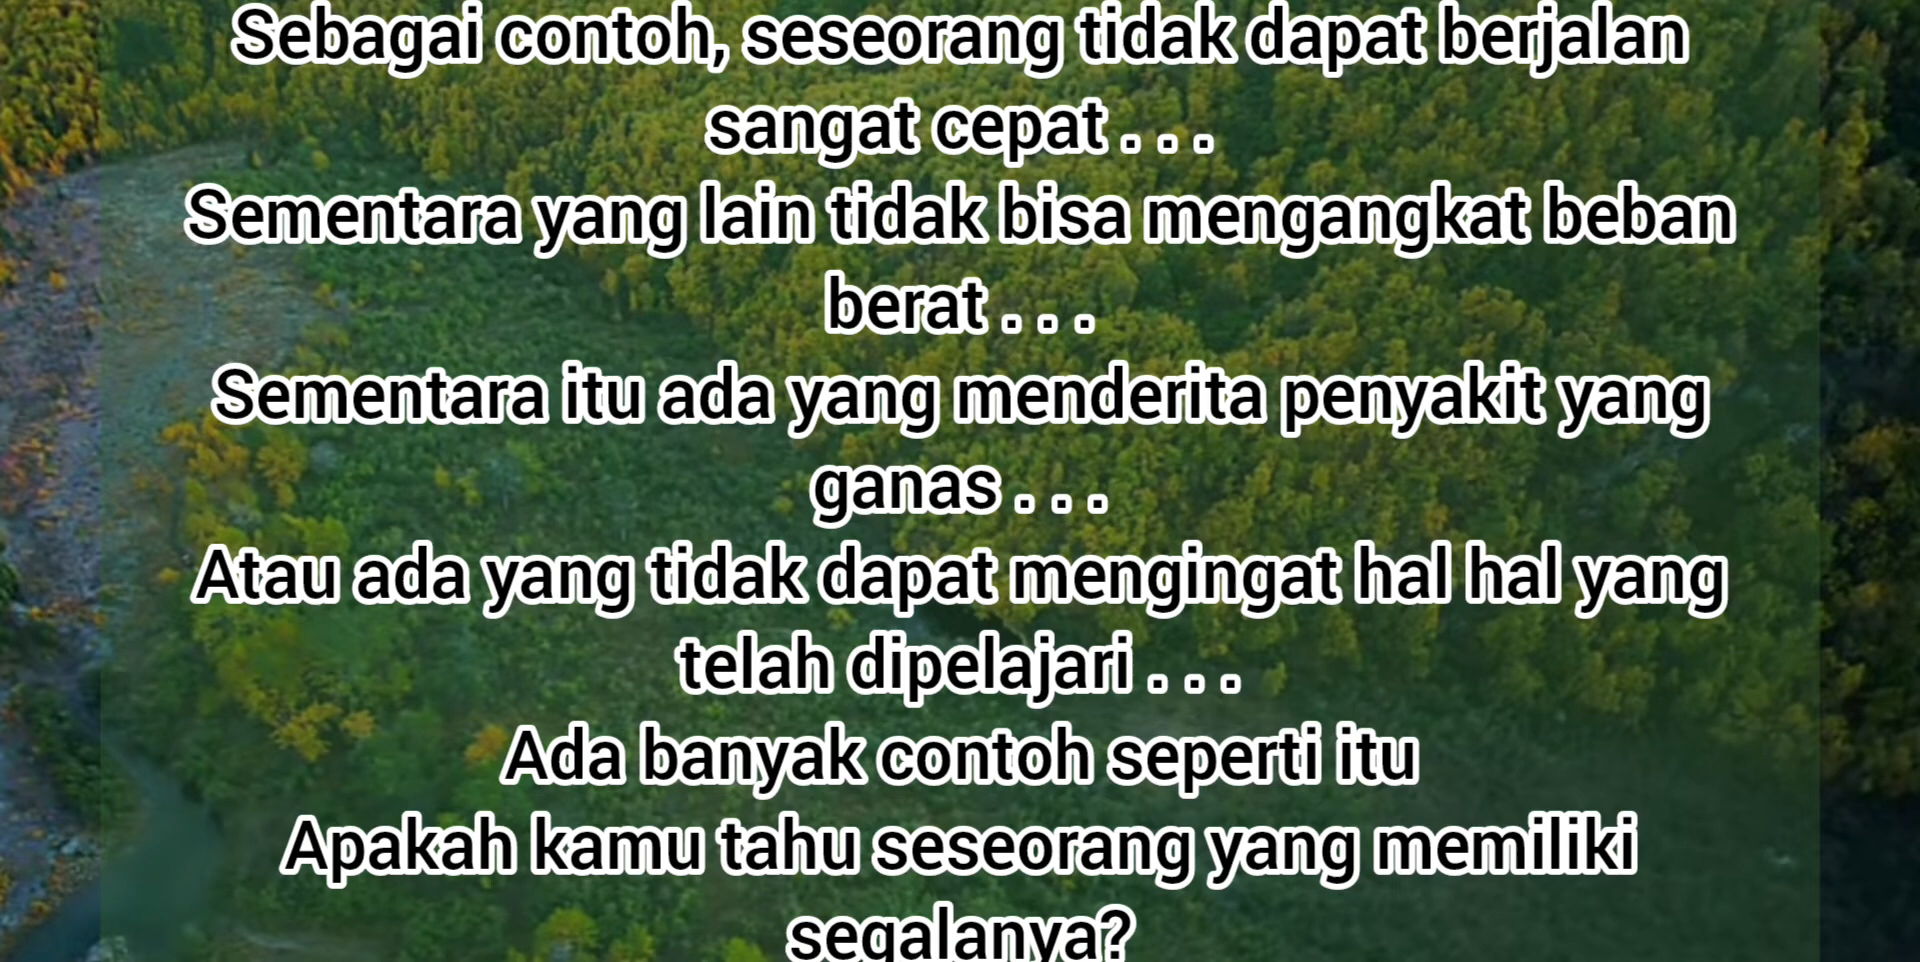 Sebagai contoh, seseorang tidak dapat berjalan
sangat cepat . . .
Sementara yang lain tidak bisa mengangkat beban
berat . . .
Sementara itu ada yang menderita penyakit yang
ganas . . .
Atau ada yang tidak dapat mengingat hal hal yang
telah dipelajari . . .
Ada banyak contoh seperti itu
Apakah kamu tahu seseorang yang memiliki
segalanya?